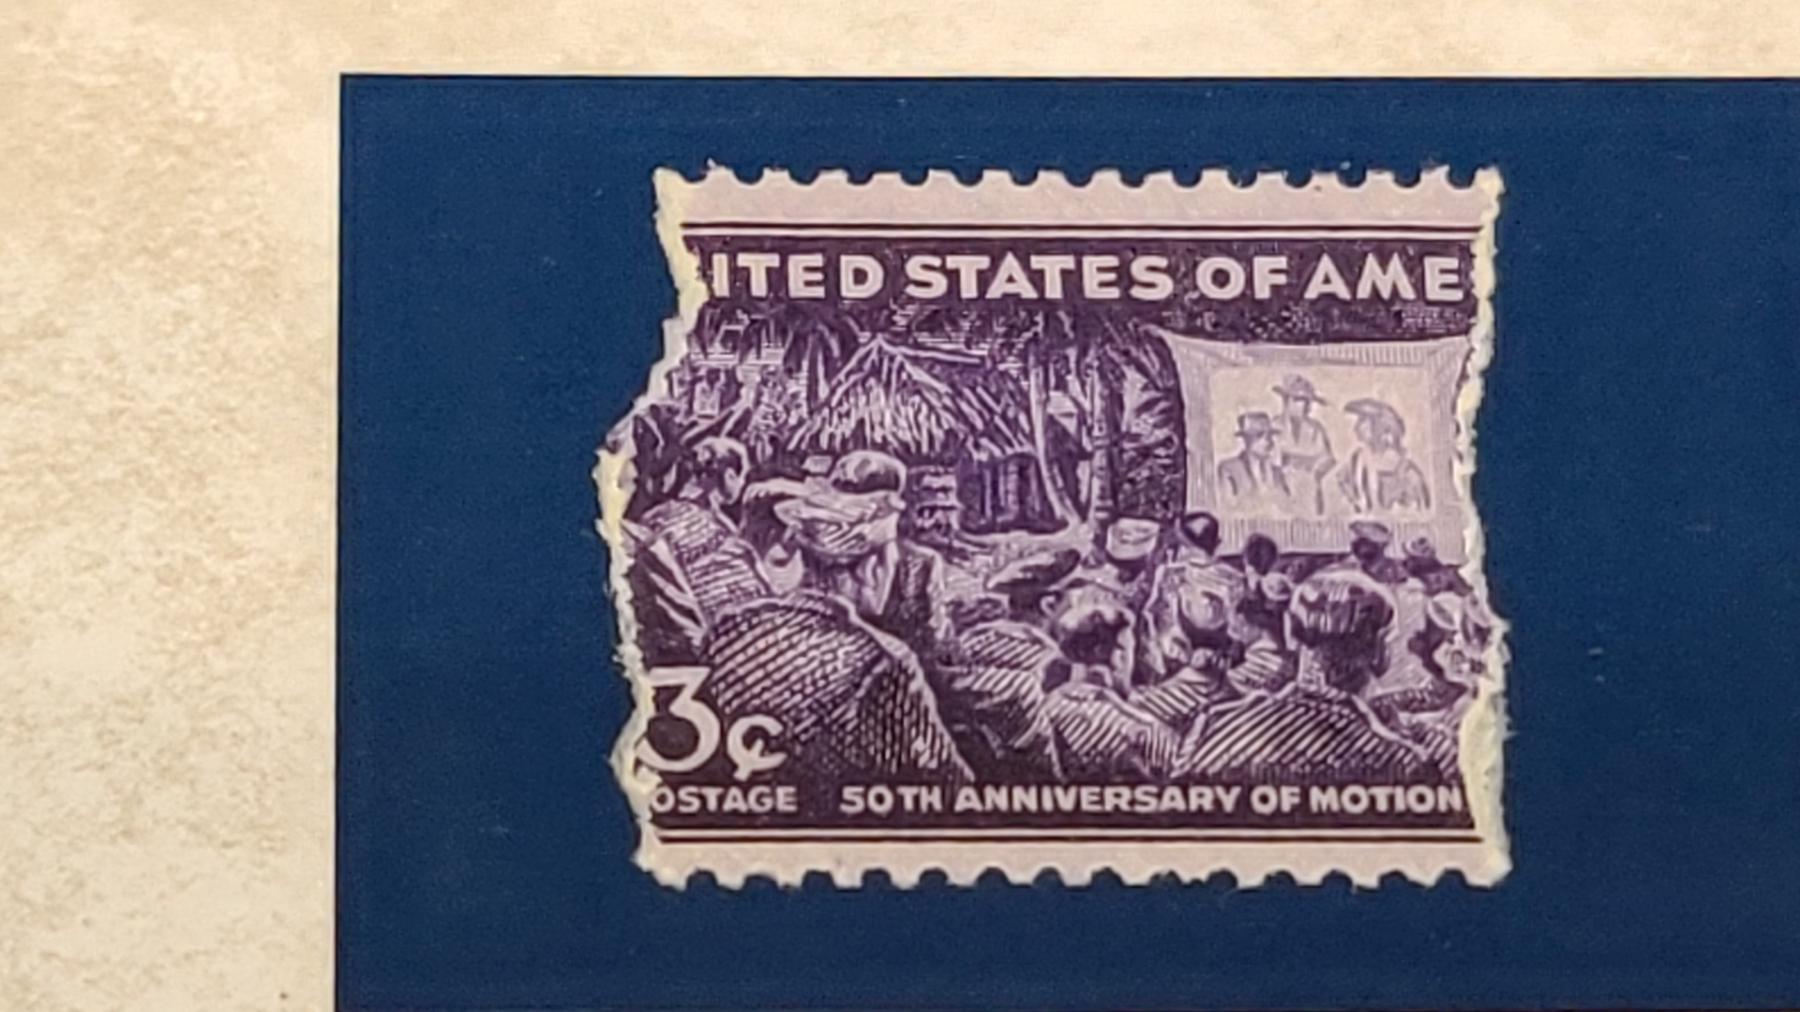 ITED STATES OF AME
3¢
OSTAGE 50TH ANNIVERSARY OF MOTION